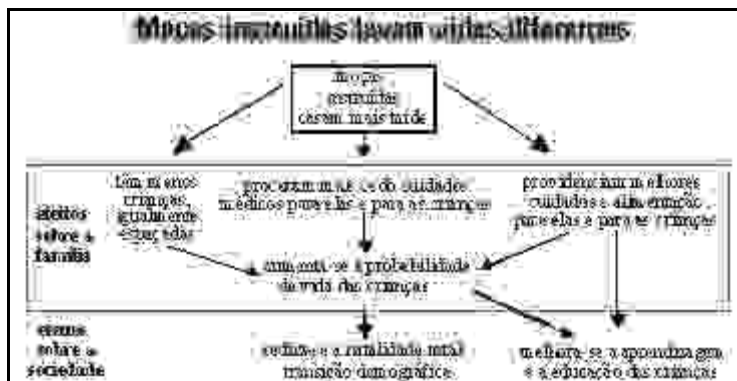 Moças instruídas levam vidas diferentes
moças
instruídas
casam mais tarde
têm menos
crianças,
igualmente
educadas
procuram mais cedo cuidados
médicos para elas e para as crianças
providenciam melhores
cuidados e alimentação
para elas e para as crianças
efeitos
sobre a
família
aumenta-se a probabilidade
de vida das crianças
efeitos
sobre a
sociedade
reduz-se a natalidade total
transição demográfica
melhora-se a aprendizagem
e a educação das crianças